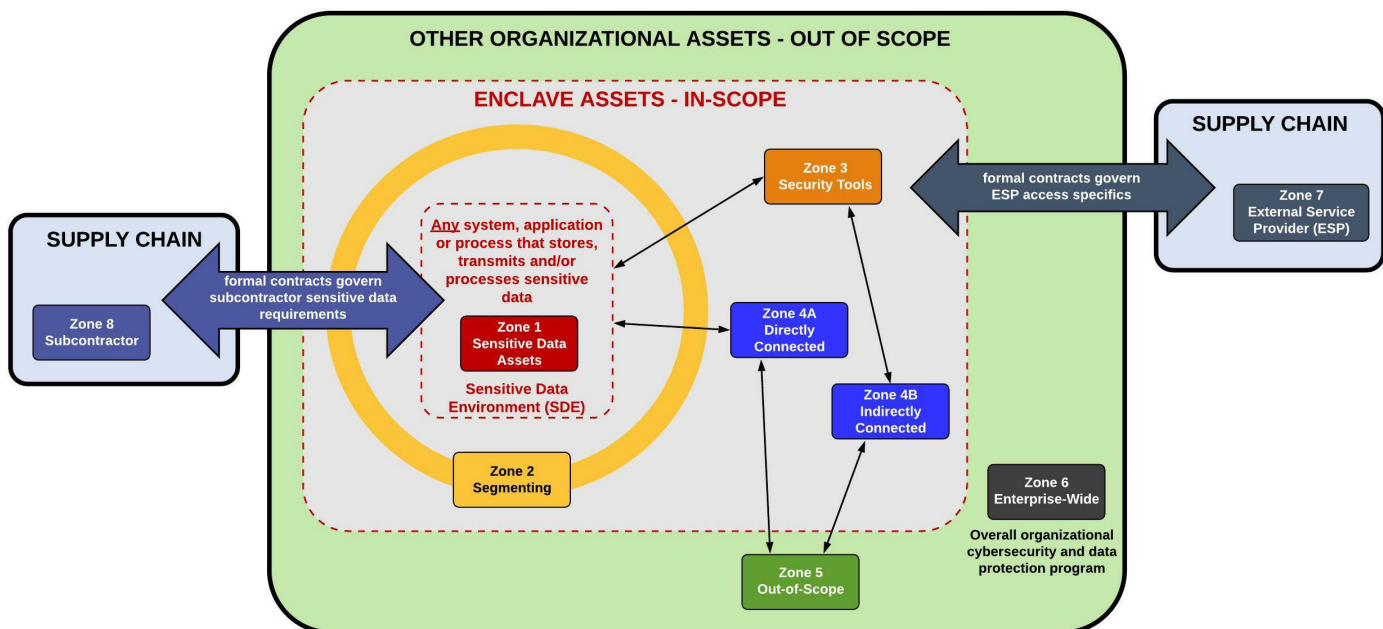 OTHER ORGANIZATIONAL ASSETS - OUT OF SCOPE
ENCLAVE ASSETS - IN-SCOPE
SUPPLY CHAIN
formal contracts govern
ESP access specifics
Zone 7
External Service
Provider (ESP)
Zone 3
Security Tools
SUPPLY CHAIN
formal contracts govern
subcontractor sensitive data
requirements
Zone 8
Subcontractor
Any system, application
or process that stores,
transmits and/or
processes sensitive
data
Zone 1
Sensitive Data
Assets
Sensitive Data
Environment (SDE)
Zone 4A
Directly
Connected
Zone 4B
Indirectly
Connected
Zone 2
Segmenting
Zone 6
Enterprise-Wide
Overall organizational
cybersecurity and data
protection program
Zone 5
Out-of-Scope